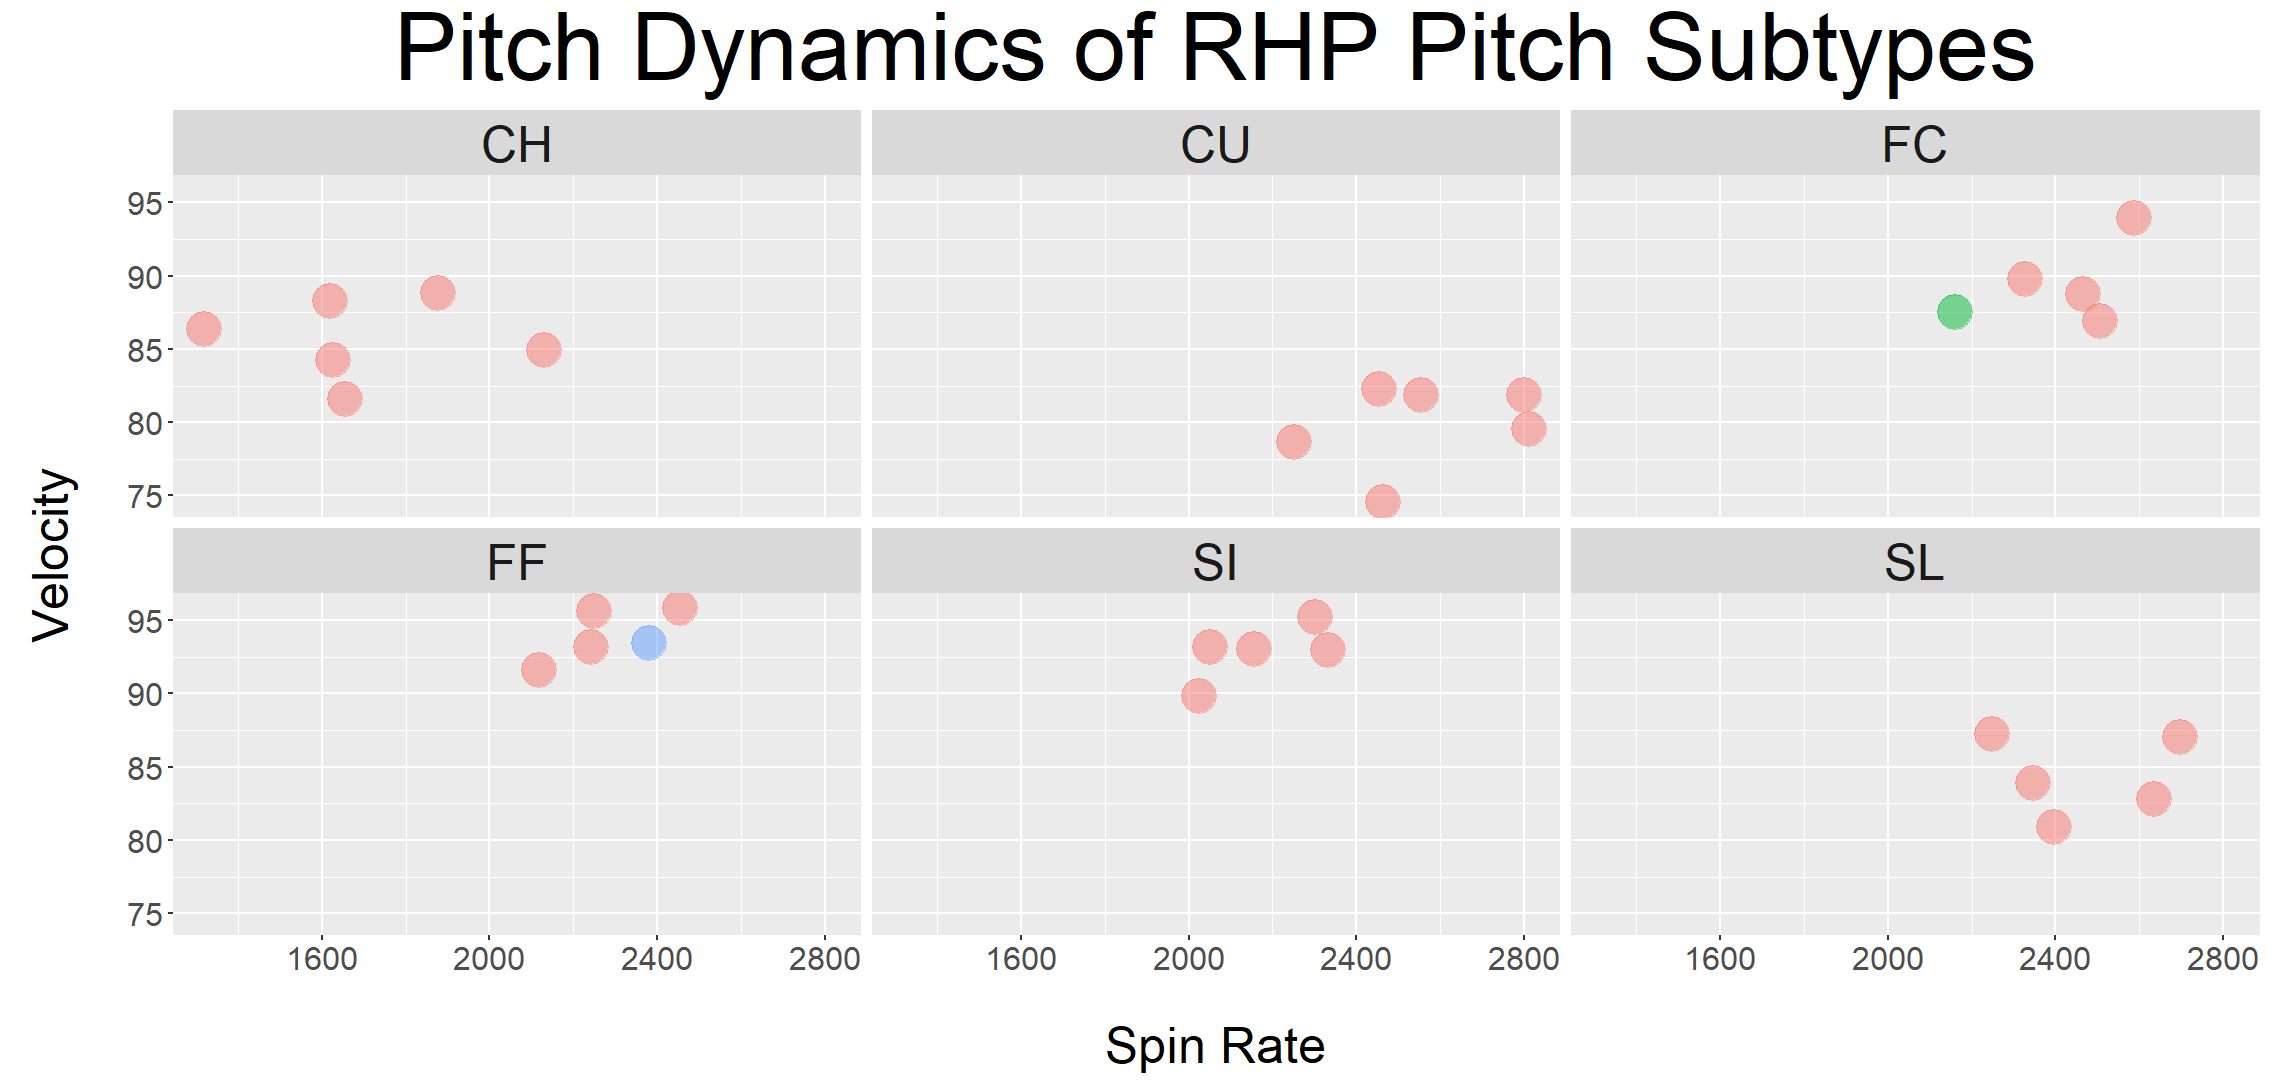 Pitch Dynamics of RHP Pitch Subtypes
CH CU FC
95
90
85
80
75
FF SI SL
95
90
85
80
75
1600 2000 2400 2800 1600 2000 2400 2800 1600 2000 2400 2800
Velocity
Spin Rate